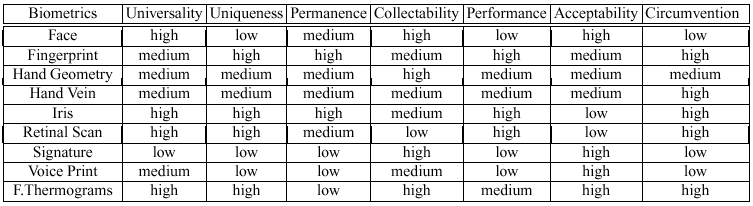 Biometrics Universality Uniqueness Permanence Collectability Performance Acceptability Circumvention
Face high low medium high low high low
Fingerprint medium high high medium high medium high
Hand Geometry medium medium medium high medium medium medium
Hand Vein medium medium medium medium medium medium high
Iris high high high medium high low high
Retinal Scan high high medium low high low high
Signature low low low high low high low
Voice Print medium low low medium low high low
F.Thermograms high high low high medium high high